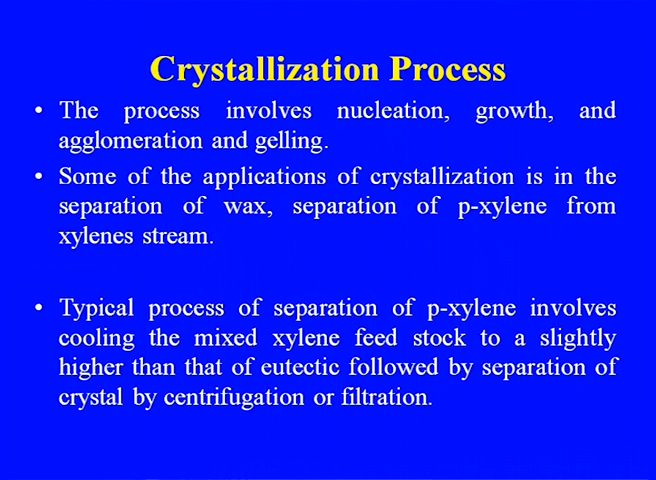 Crystallization Process
• The process involves nucleation, growth, and
agglomeration and gelling.
• Some of the applications of crystallization is in the
separation of wax, separation of p-xylene from
xylenes stream.
• Typical process of separation of p-xylene involves
cooling the mixed xylene feed stock to a slightly
higher than that of eutectic followed by separation of
crystal by centrifugation or filtration.